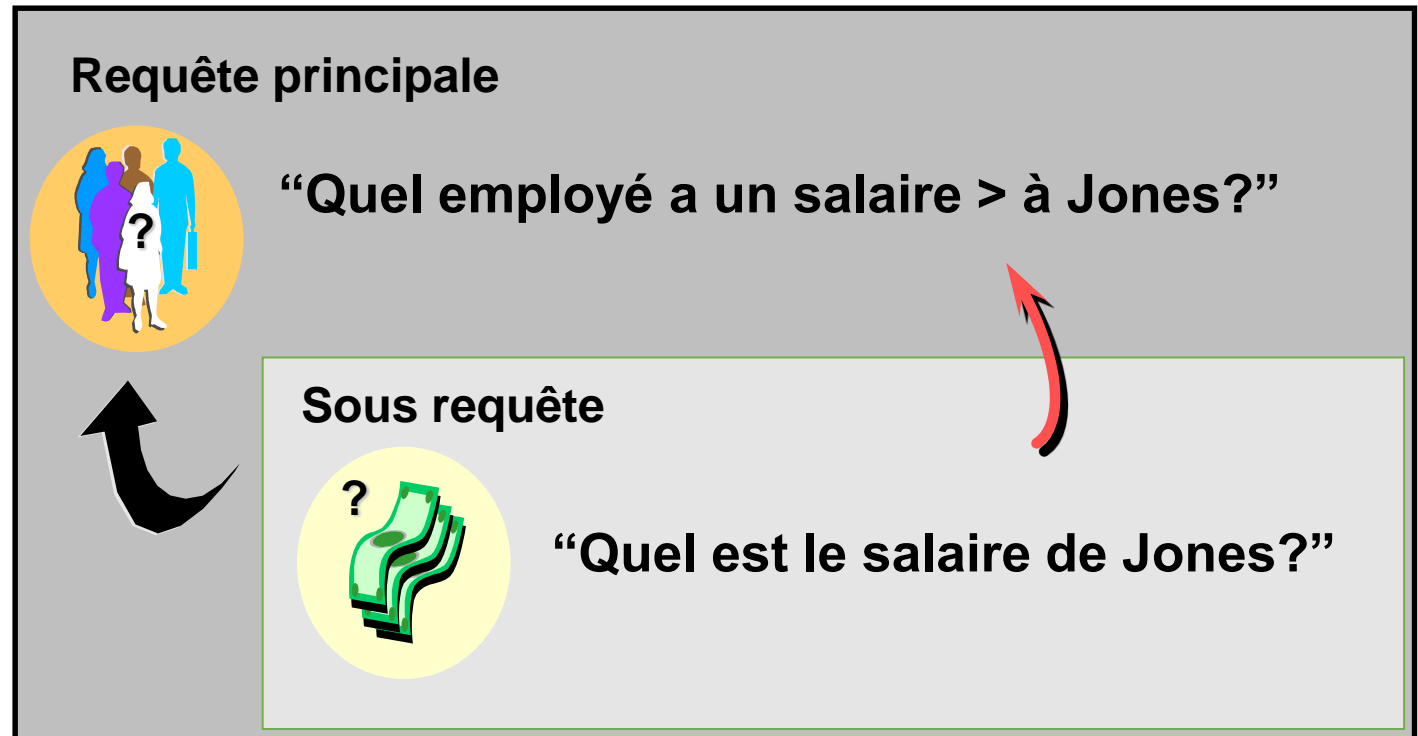 Requête principale
?
“Quel employé a un salaire > à Jones?”
Sous requête
?
“Quel est le salaire de Jones?”